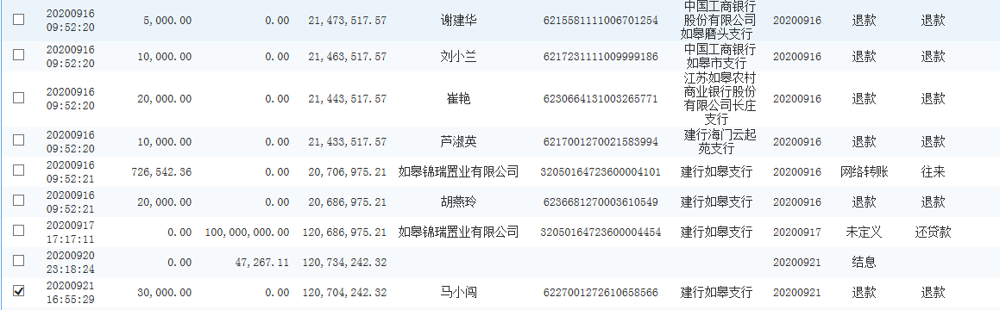 20200916 09:52:20 5,000.00 0.00 21,473,517.57 谢建华 6215581111006701254 中国工商银行股份有限公司如皋磨头支行 20200916 退款 退款
20200916 09:52:20 10,000.00 0.00 21,463,517.57 刘小兰 6217231111009999186 中国工商银行如皋市支行 20200916 退款 退款
20200916 09:52:20 20,000.00 0.00 21,443,517.57 崔艳 6230664131003265771 江苏如皋农村商业银行股份有限公司长庄支行 20200916 退款 退款
20200916 09:52:20 10,000.00 0.00 21,433,517.57 芦淑英 6217001270021583994 建行海门云起苑支行 20200916 退款 退款
20200916 09:52:21 726,542.36 0.00 20,706,975.21 如皋锦瑞置业有限公司 32050164723600004101 建行如皋支行 20200916 网络转账 往来
20200916 09:52:21 20,000.00 0.00 20,686,975.21 胡燕玲 6236681270003610549 建行如皋支行 20200916 退款 退款
20200917 17:17:11 0.00 100,000,000.00 120,686,975.21 如皋锦瑞置业有限公司 32050164723600004454 建行如皋支行 20200917 未定义 还贷款
20200920 23:18:24 0.00 47,267.11 120,734,242.32 20200921 结息
20200921 16:55:29 30,000.00 0.00 120,704,242.32 马小闯 6227001272610658566 建行如皋支行 20200921 退款 退款